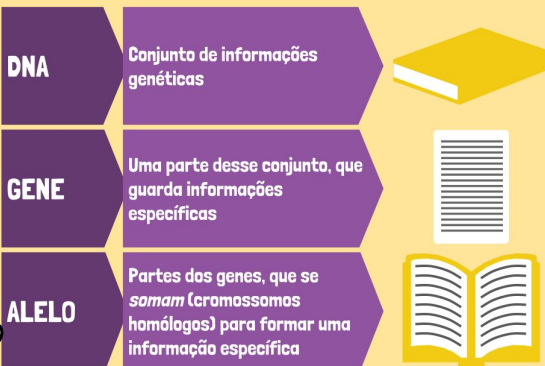 DNA
Conjunto de informações
genéticas
GENE
Uma parte desse conjunto, que
guarda informações
específicas
ALELO
Partes dos genes, que se
somam (cromossomos
homólogos) para formar uma
informação específica